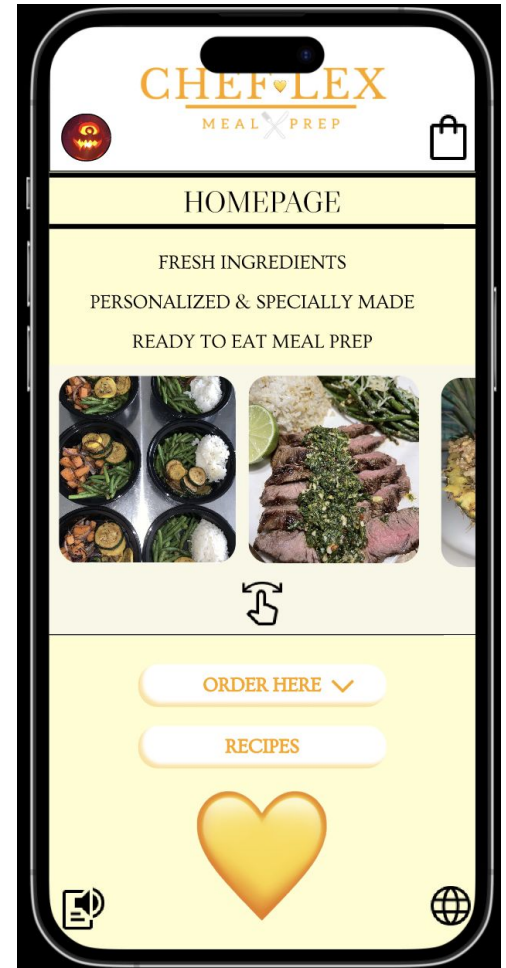 CHEF LEX
MEAL PREP
HOMEPAGE
FRESH INGREDIENTS
PERSONALIZED & SPECIALLY MADE
READY TO EAT MEAL PREP
ORDER HERE
RECIPES